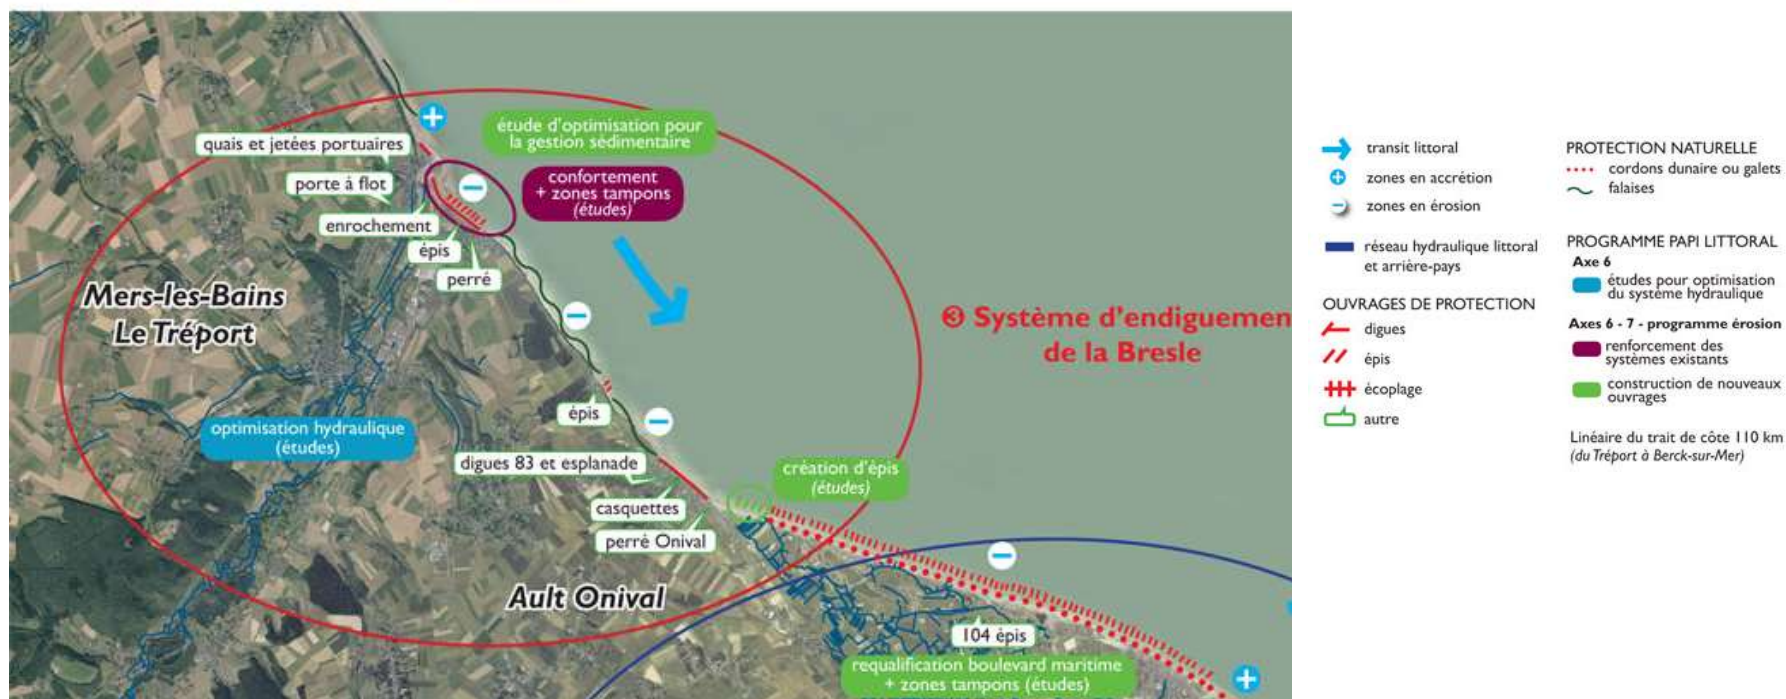 quais et jetées portuaires
porte à flot
enrochement
épis
perré
étude d'optimisation pour
la gestion sédimentaire
confortement
+ zones tampons
(études)
Mers-les-Bains
Le Tréport
❸ Système d'endiguemen
de la Bresle
optimisation hydraulique
(études)
épis
digues 83 et esplanade
casquettes
perré Onival
création d'épis
(études)
Ault Onival
104 épis
requalification boulevard maritime
+ zones tampons (études)
transit littoral
zones en accrétion
zones en érosion
réseau hydraulique littoral
et arrière-pays
OUVRAGES DE PROTECTION
digues
épis
écoplage
autre
PROTECTION NATURELLE
cordons dunaire ou galets
falaises
PROGRAMME PAPI LITTORAL
Axe 6
études pour optimisation
du système hydraulique
Axes 6 - 7 - programme érosion
renforcement des
systèmes existants
construction de nouveaux
ouvrages
Linéaire du trait de côte 110 km
(du Tréport à Berck-sur-Mer)